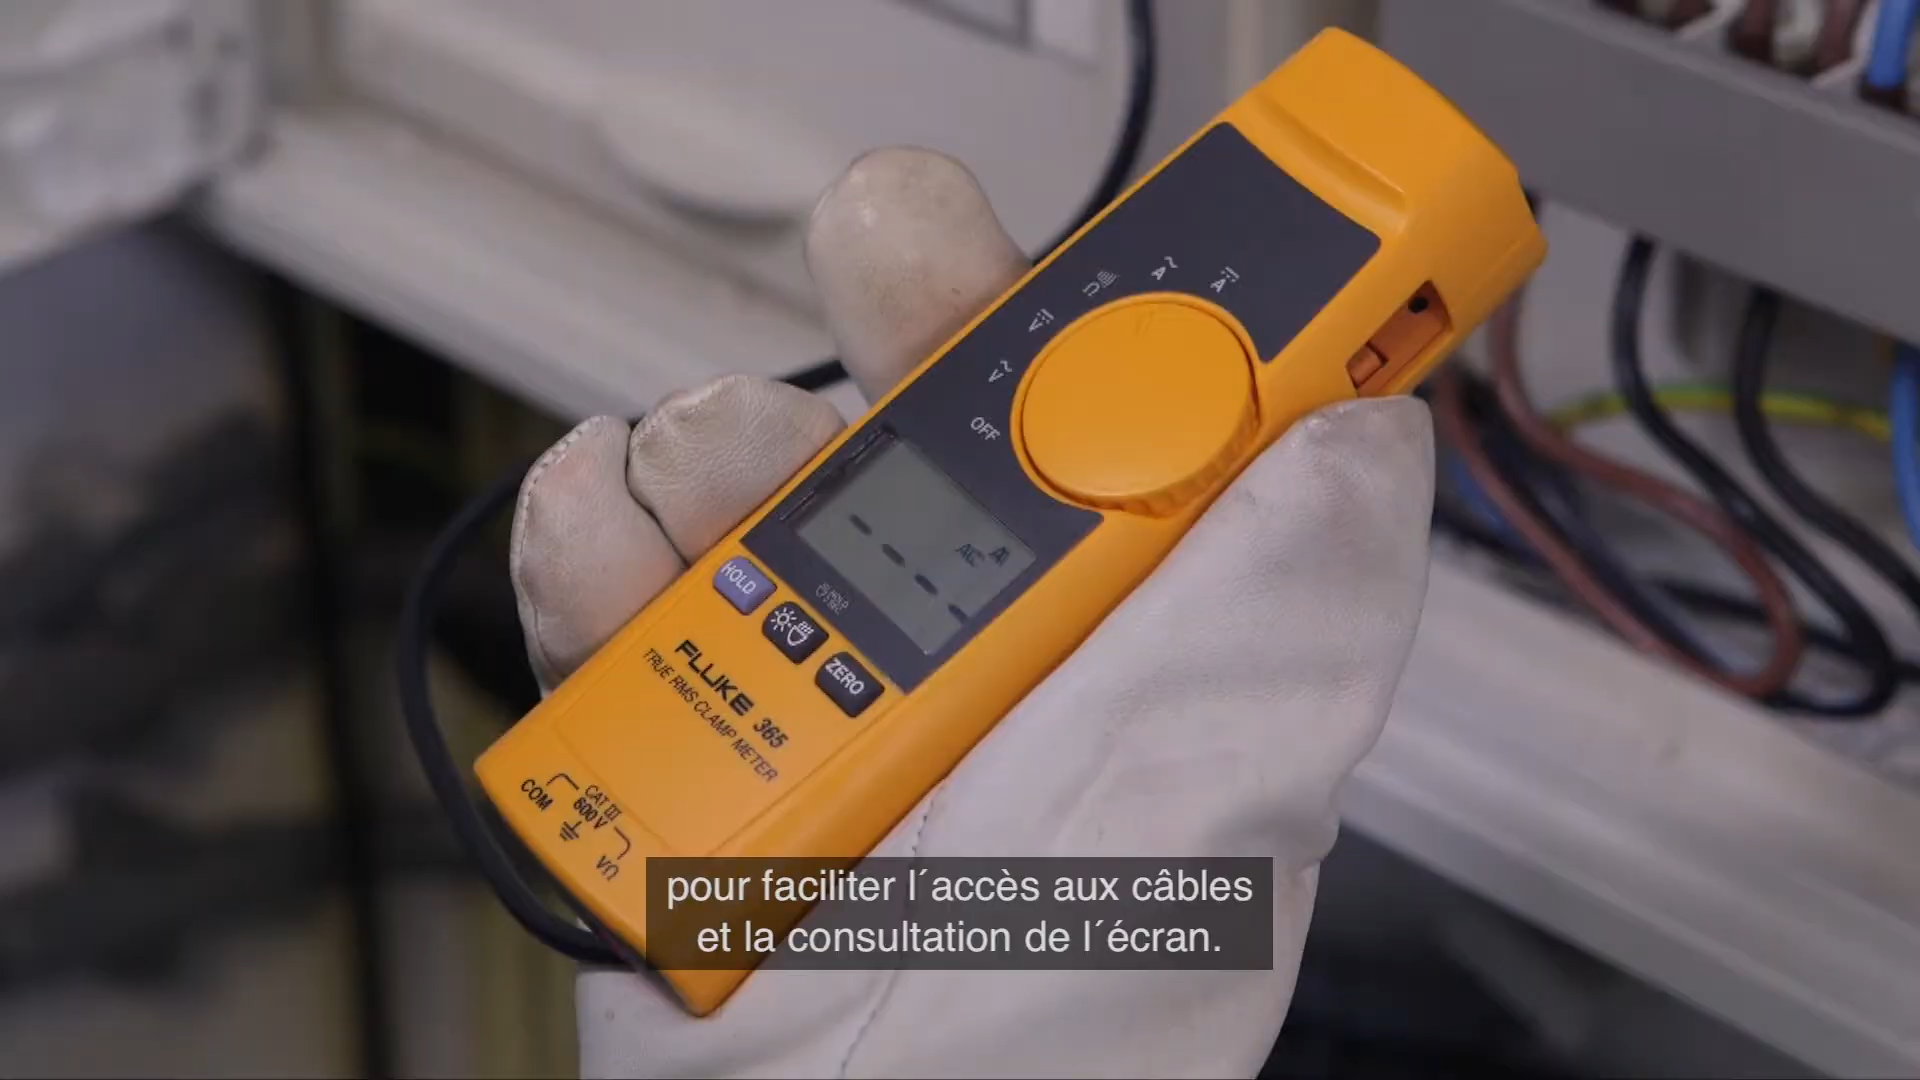 A
A
Ω
V
V
OFF
AC A
HOLD
ZERO
FLUKE 365
TRUE RMS CLAMP METER
CAT III
600V
COM
VΩ
pour faciliter l´accès aux câbles
et la consultation de l´écran.